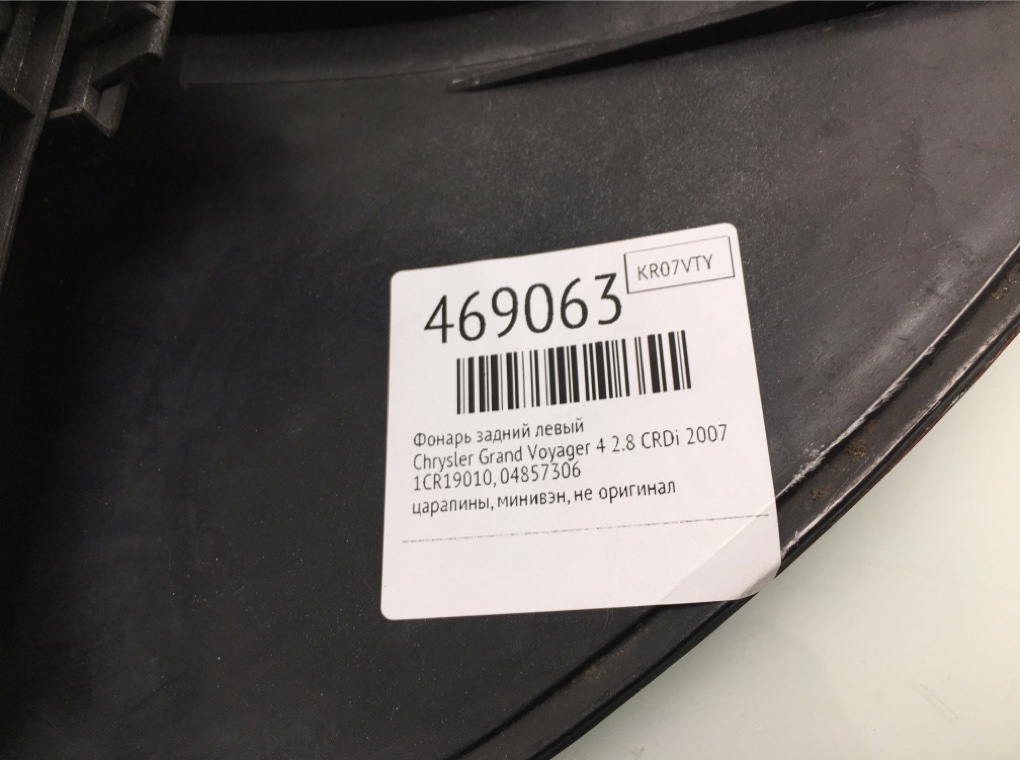 KR07VTY
469063
Фонарь задний левый
Chrysler Grand Voyager 4 2.8 CRDi 2007
1CR19010, 04857306
царапины, минивэн, не оригинал